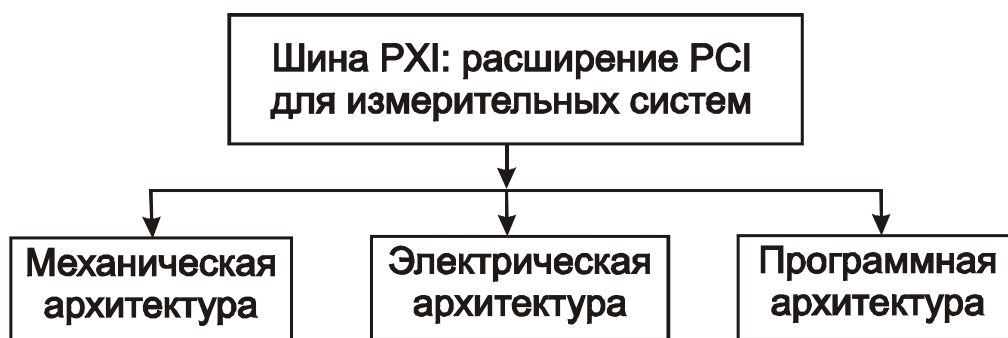 Шина PXI: расширение PCI
для измерительных систем
Механическая
архитектура
Электрическая
архитектура
Программная
архитектура